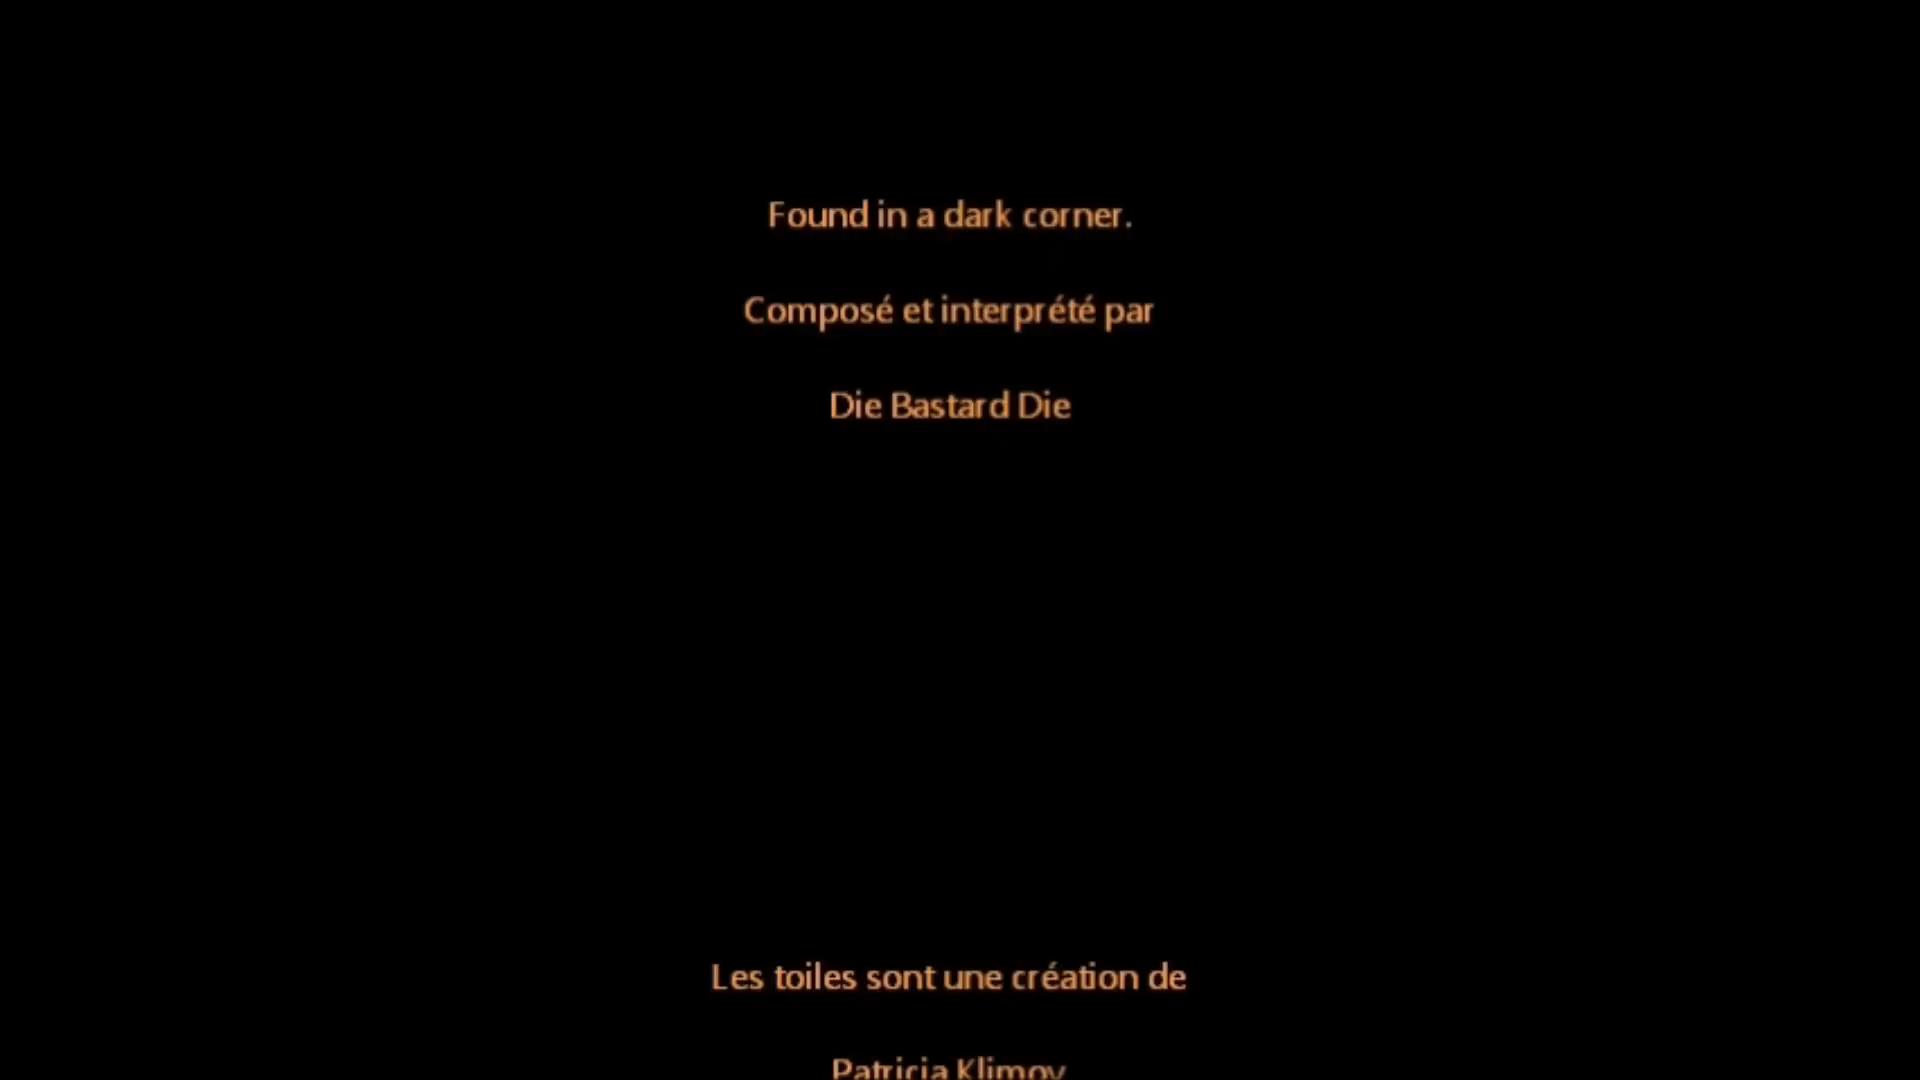 Found in a dark corner.
Composé et interprété par
Die Bastard Die
Les toiles sont une création de
Patricia Klimov